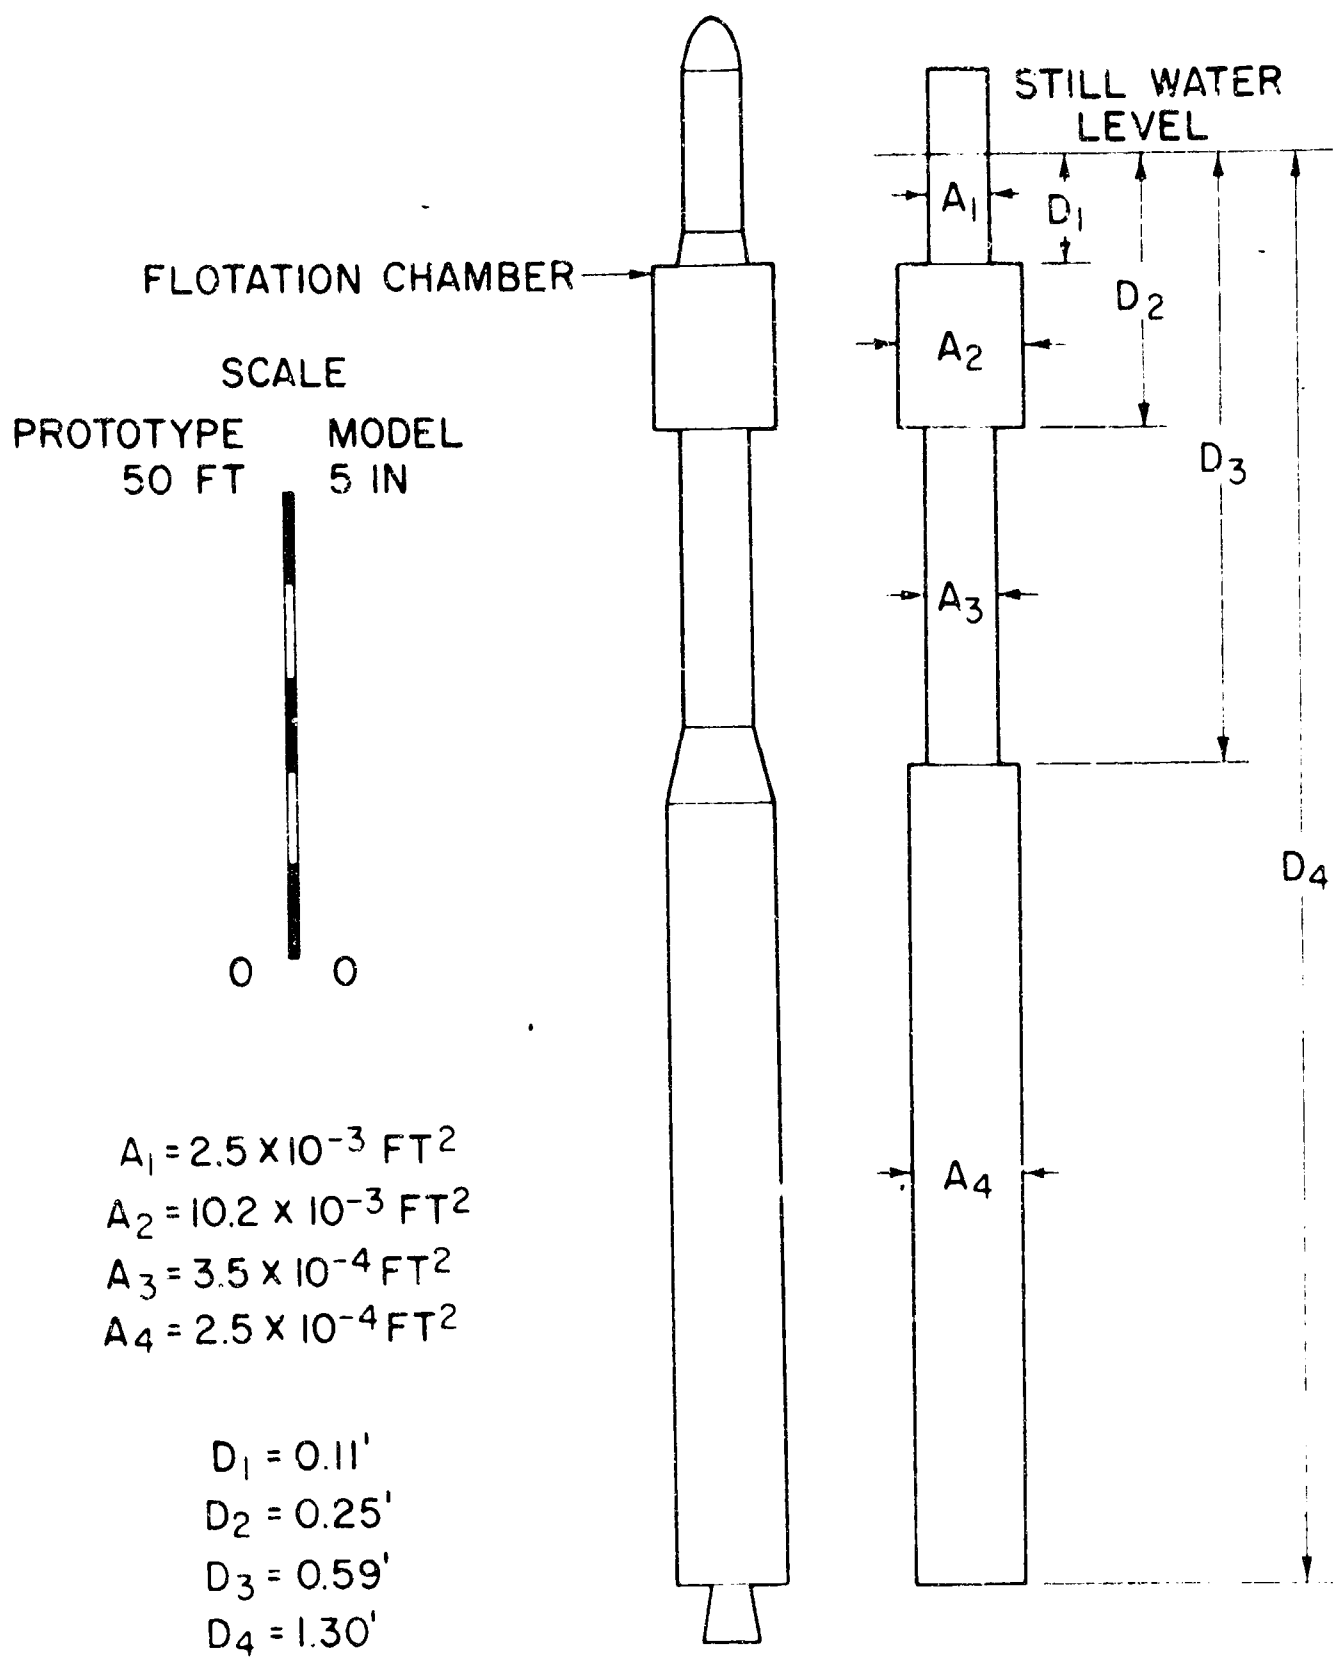 STILL WATER
LEVEL
A₁
D₁
FLOTATION CHAMBER
D₂
A₂
SCALE
PROTOTYPE MODEL
50 FT 5 IN
D₃
A₃
D₄
0 0
A₁ = 2.5 X 10⁻³ FT²
A₂ = 10.2 X 10⁻³ FT²
A₃ = 3.5 X 10⁻⁴ FT²
A₄ = 2.5 X 10⁻⁴ FT²
A₄
D₁ = 0.11'
D₂ = 0.25'
D₃ = 0.59'
D₄ = 1.30'